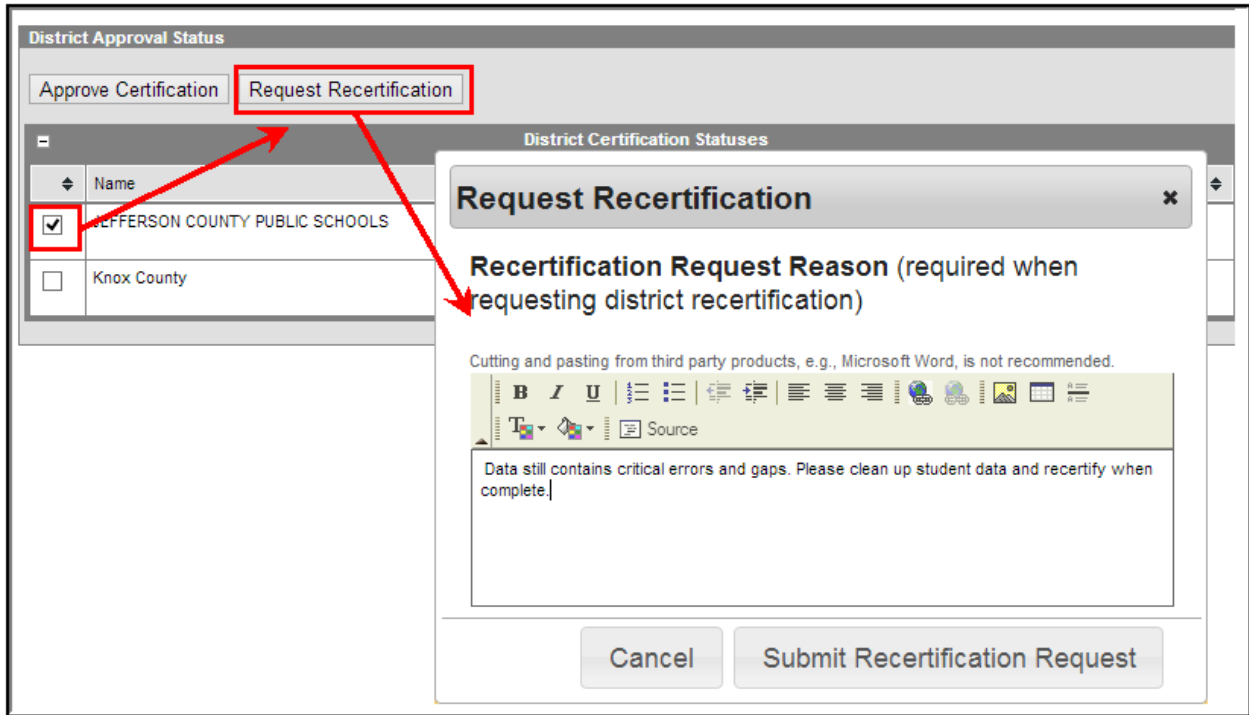 District Approval Status
Approve Certification
Request Recertification
District Certification Statuses
Name
JEFFERSON COUNTY PUBLIC SCHOOLS
Knox County
Request Recertification
Recertification Request Reason (required when
requesting district recertification)
Cutting and pasting from third party products, e.g., Microsoft Word, is not recommended.
B I U
Source
Data still contains critical errors and gaps. Please clean up student data and recertify when
complete.
Cancel
Submit Recertification Request